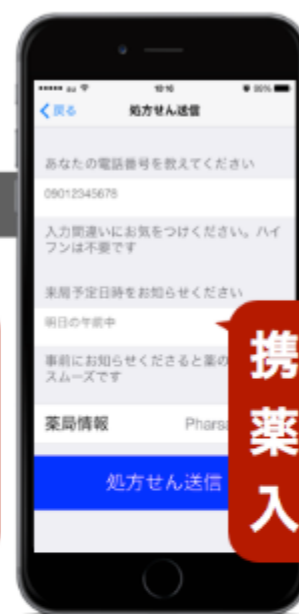 au 10:16 99%
戻る 処方せん送信
あなたの電話番号を教えてください
09012345678
入力間違いにお気をつけください。ハイ
フンは不要です
来局予定日時をお知らせください
明日の午前中
事前にお知らせくださると薬の
スムーズです
薬局情報 Pharsa
処方せん送信
携
薬
入